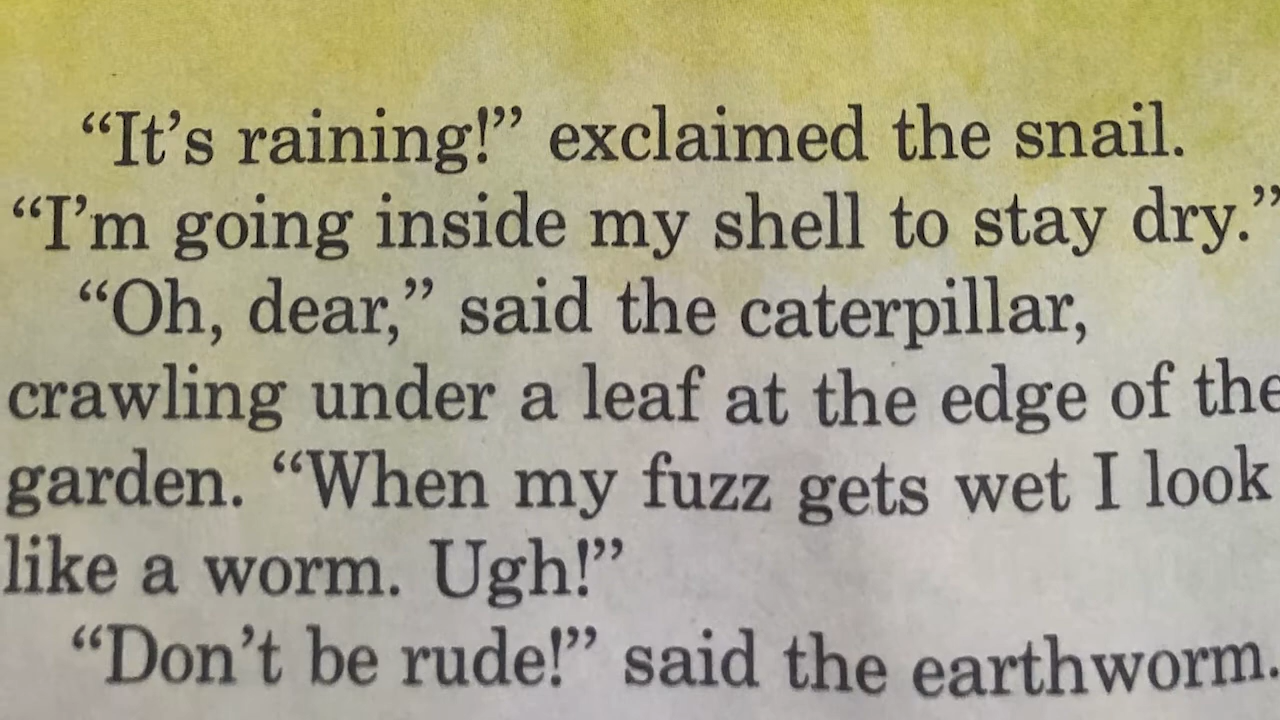 “It’s raining!” exclaimed the snail.
“I’m going inside my shell to stay dry.”
“Oh, dear,” said the caterpillar,
crawling under a leaf at the edge of the
garden. “When my fuzz gets wet I look
like a worm. Ugh!”
“Don’t be rude!” said the earthworm.